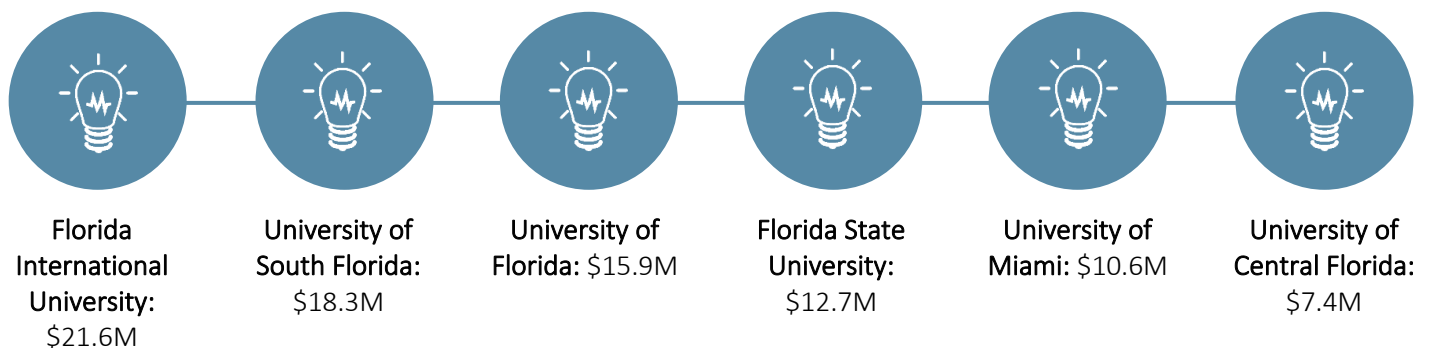 Florida
International
University:
$21.6M
University of
South Florida:
$18.3M
University of
Florida: $15.9M
Florida State
University:
$12.7M
University of
Miami: $10.6M
University of
Central Florida:
$7.4M